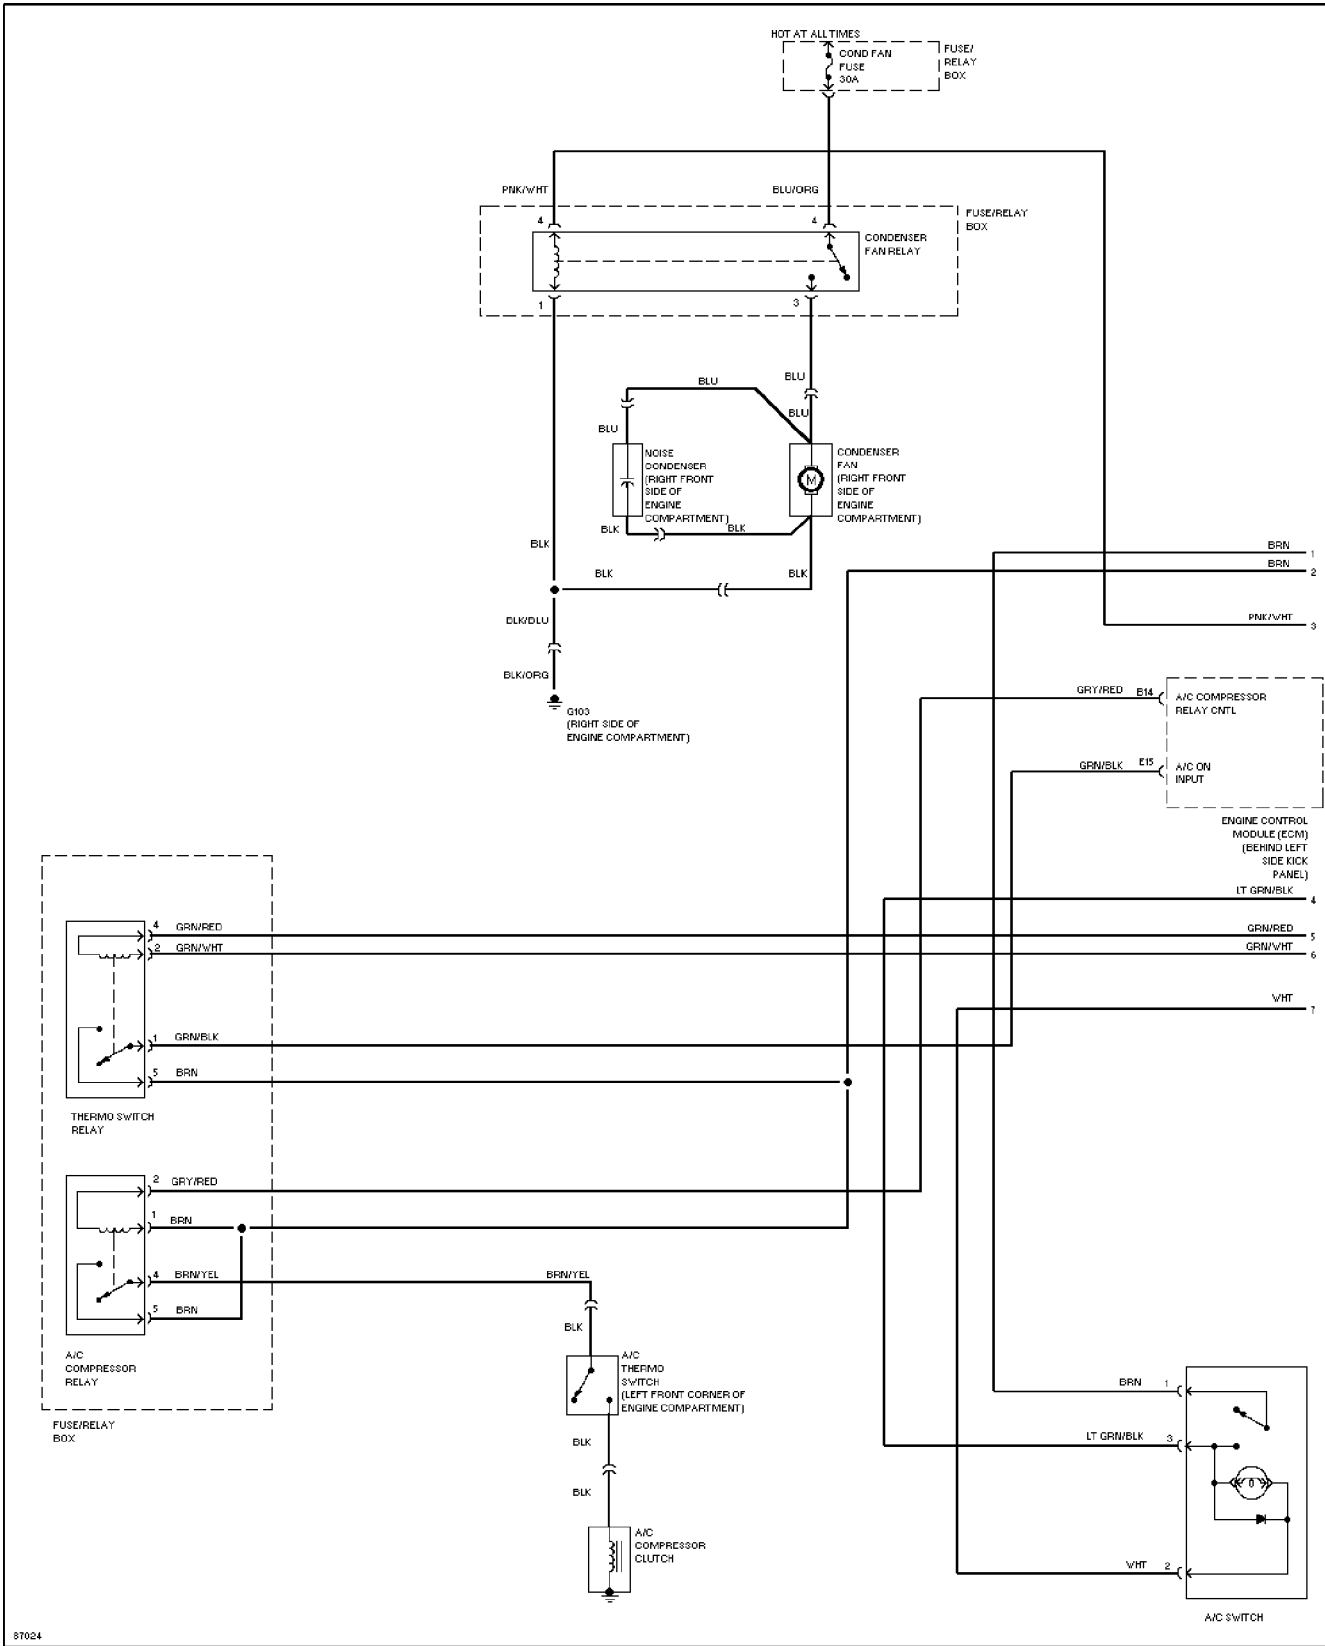 HOT AT ALL TIMES
COND FAN
FUSE
30A
FUSE/
RELAY
BOX
PNK/WHT
BLU/ORG
4
4
FUSE/RELAY
BOX
CONDENSER
FAN RELAY
1
3
BLU
BLU
BLU
BLU
NOISE
CONDENSER
(RIGHT FRONT
SIDE OF
ENGINE
COMPARTMENT)
M
CONDENSER
FAN
(RIGHT FRONT
SIDE OF
ENGINE
COMPARTMENT)
BLK
BLK
BLK
BLK
BLK
BRN 1
BRN 2
BLK/BLU
PNK/WHT 3
BLK/ORG
G103
(RIGHT SIDE OF
ENGINE COMPARTMENT)
GRY/RED B14
A/C COMPRESSOR
RELAY CNTL
GRN/BLK E15
A/C ON
INPUT
ENGINE CONTROL
MODULE (ECM)
(BEHIND LEFT
SIDE KICK
PANEL)
LT GRN/BLK 4
4 GRN/RED
GRN/RED 5
2 GRN/WHT
GRN/WHT 6
WHT 7
1 GRN/BLK
5 BRN
THERMO SWITCH
RELAY
2 GRY/RED
1 BRN
4 BRN/YEL
BRN/YEL
5 BRN
BLK
A/C
COMPRESSOR
RELAY
A/C
THERMO
SWITCH
(LEFT FRONT CORNER OF
ENGINE COMPARTMENT)
BRN 1
FUSE/RELAY
BOX
BLK
LT GRN/BLK 3
BLK
A/C
COMPRESSOR
CLUTCH
WHT 2
A/C SWITCH
87024